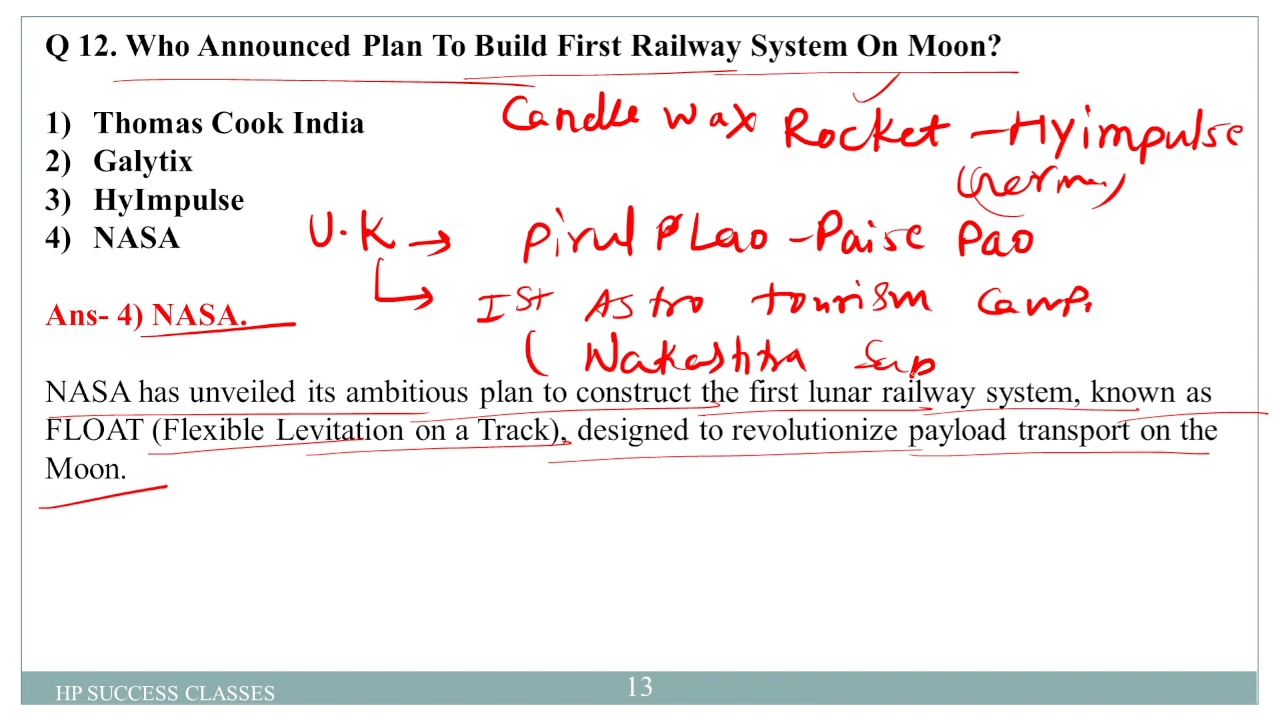 Q 12. Who Announced Plan To Build First Railway System On Moon?
Candle wax Rocket - Hyimpulse
1) Thomas Cook India
2) Galytix
3) HyImpulse
4) NASA
U.K → Pirul Lao - Paise Pao
→ Ist Astro tourism Camp.
( Nakashtra
Ans- 4) NASA.
NASA has unveiled its ambitious plan to construct the first lunar railway system, known as
FLOAT (Flexible Levitation on a Track), designed to revolutionize payload transport on the
Moon.
HP SUCCESS CLASSES
13